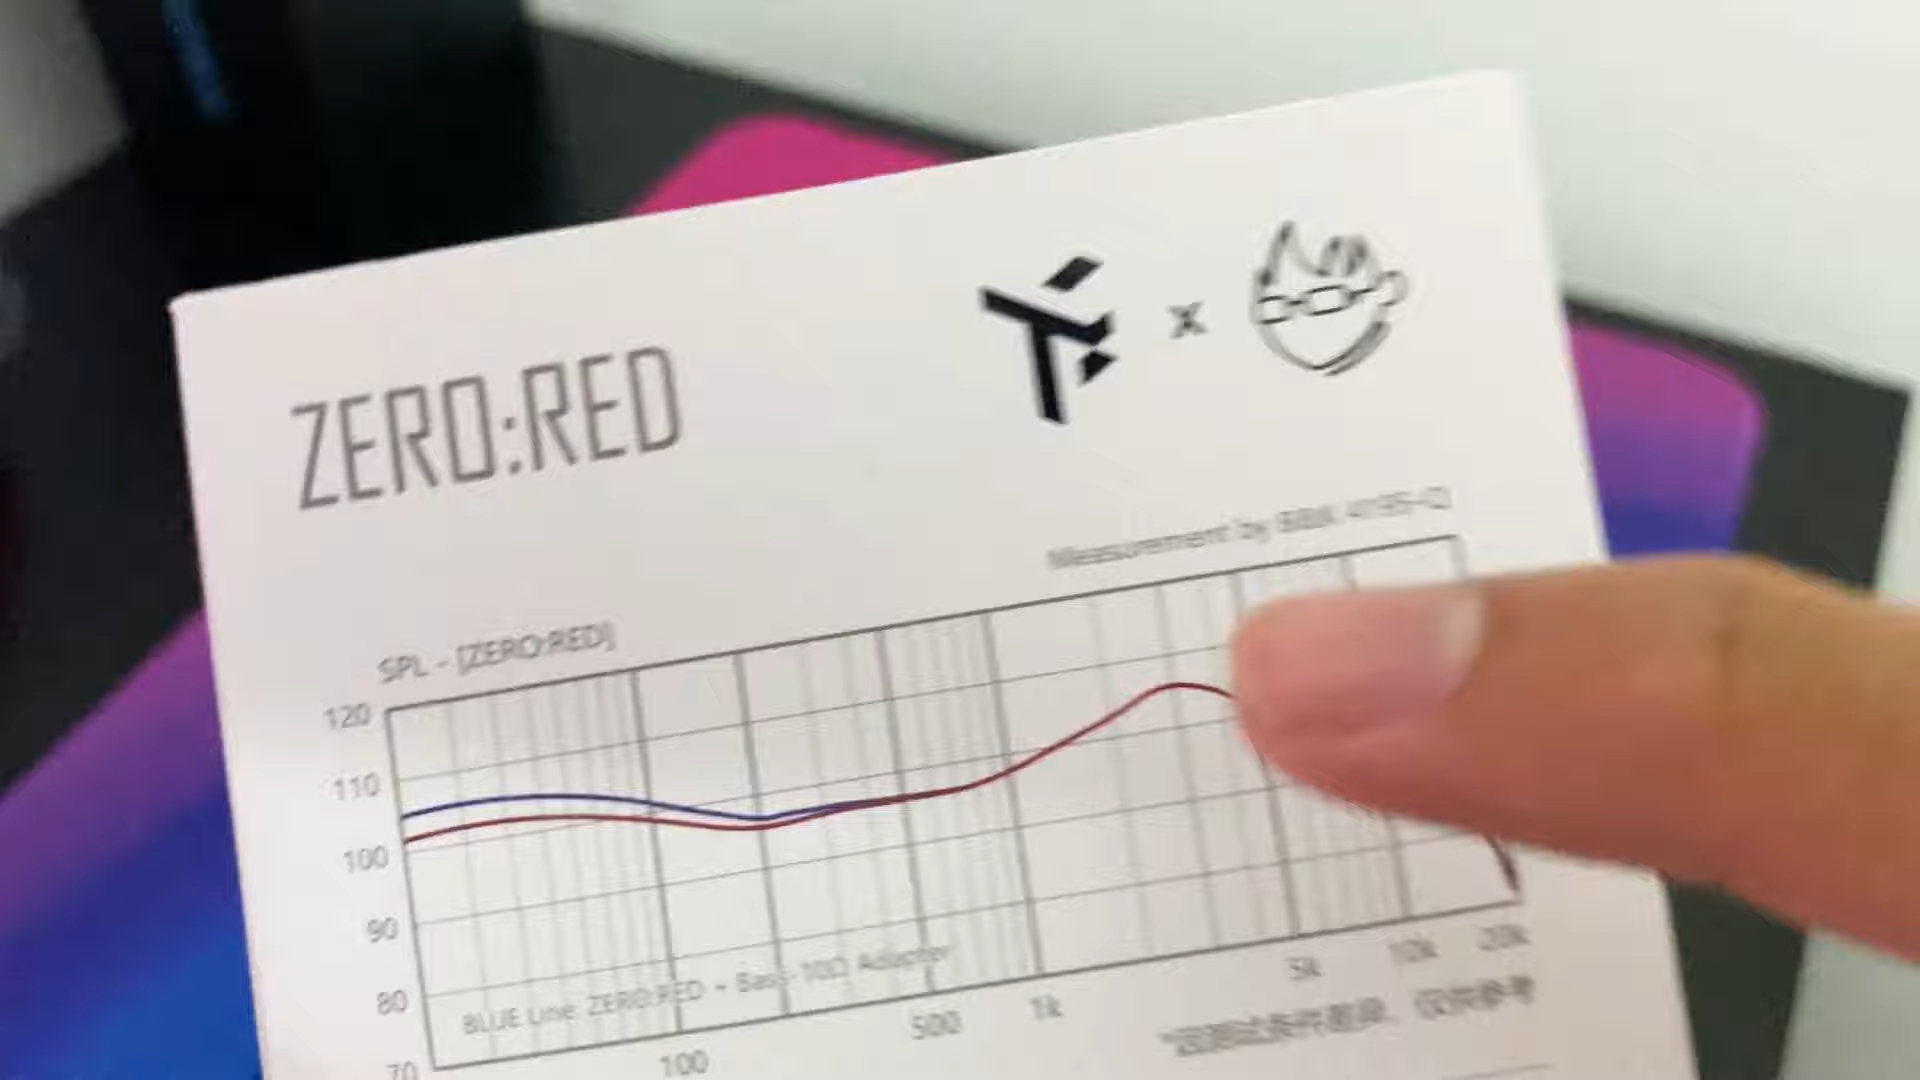 ZERO:RED
x
Measurement by B&K 4195-Q
SPL - [ZERO:RED]
120
110
100
90
80
70
BLUE Line: ZERO:RED + Bass 10Ω Adapter
100
500
1k
5k
10k
20k